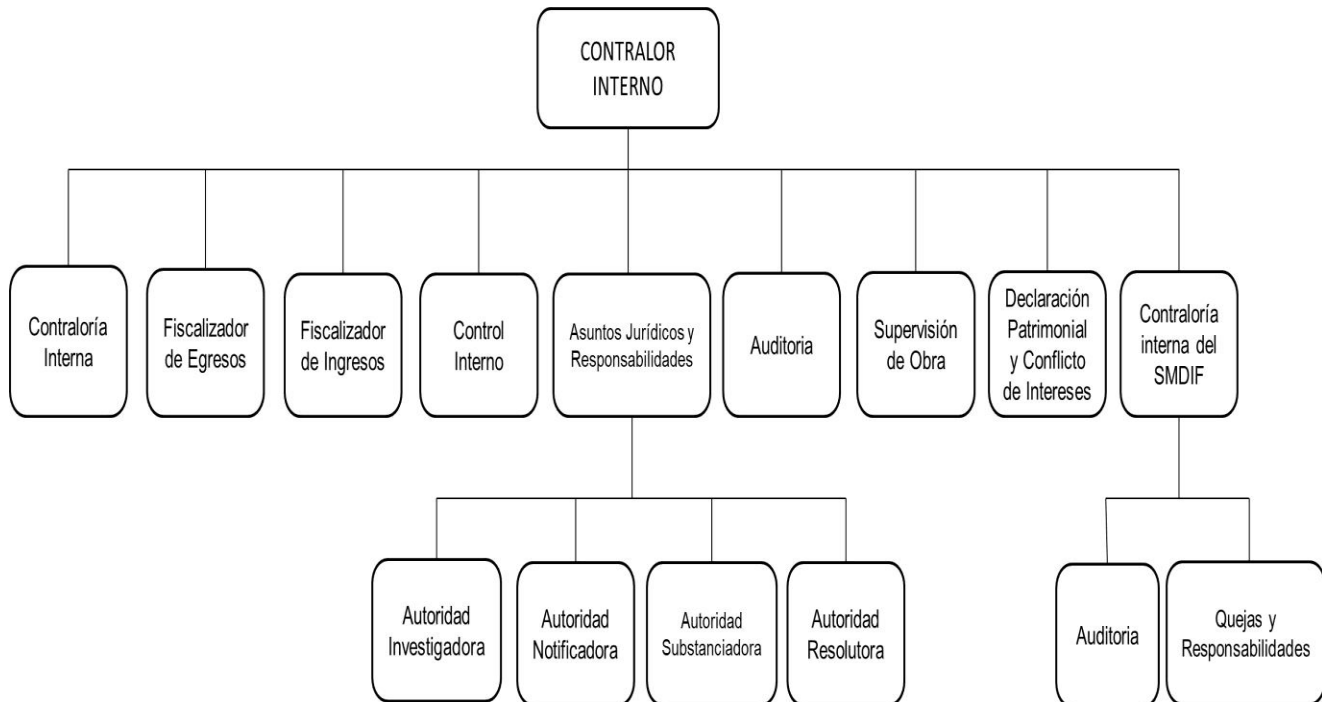 CONTRALOR
INTERNO
Contraloría
Interna
Fiscalizador
de Egresos
Fiscalizador
de Ingresos
Control
Interno
Asuntos Jurídicos y
Responsabilidades
Auditoria
Supervisión
de Obra
Declaración
Patrimonial
y Conflicto
de Intereses
Contraloría
interna del
SMDIF
Autoridad
Investigadora
Autoridad
Notificadora
Autoridad
Substanciadora
Autoridad
Resolutora
Auditoria
Quejas y
Responsabilidades